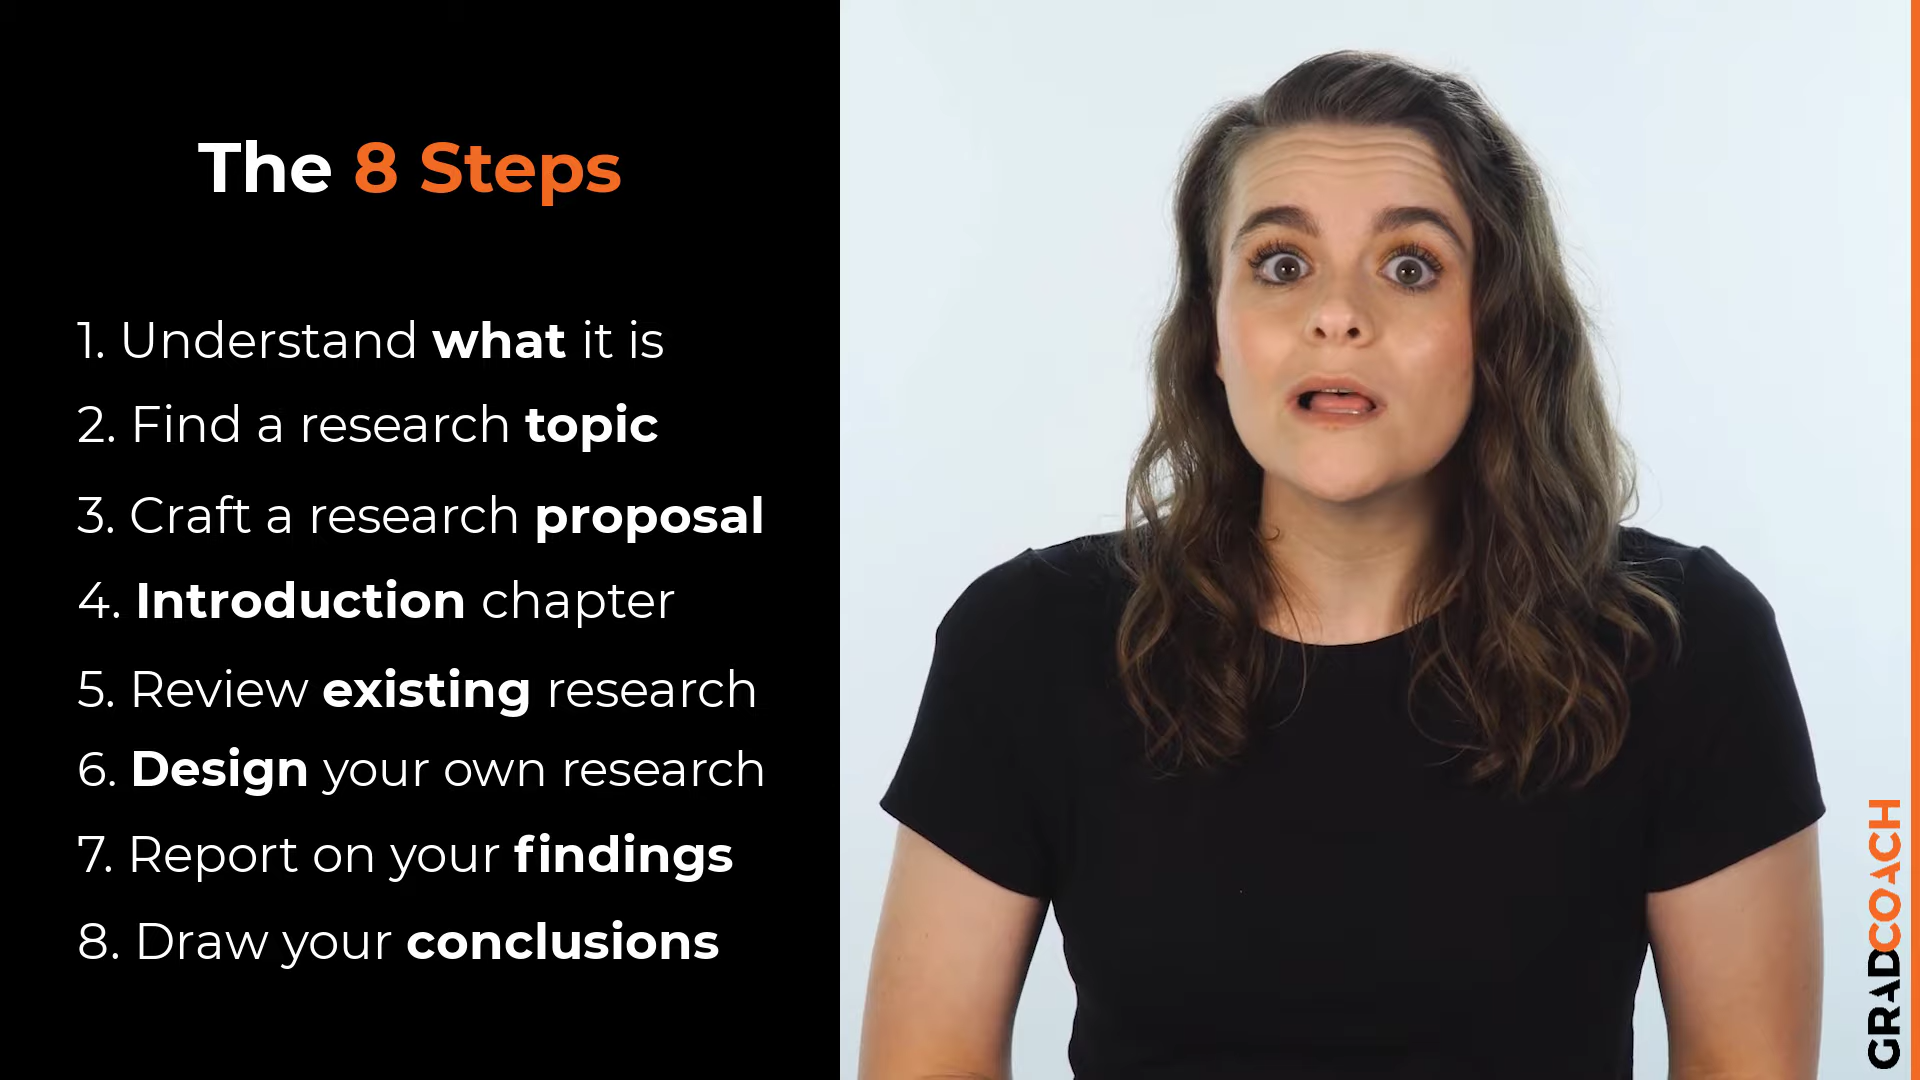 The 8 Steps
1. Understand what it is
2. Find a research topic
3. Craft a research proposal
4. Introduction chapter
5. Review existing research
6. Design your own research
7. Report on your findings
8. Draw your conclusions
GRADCOACH